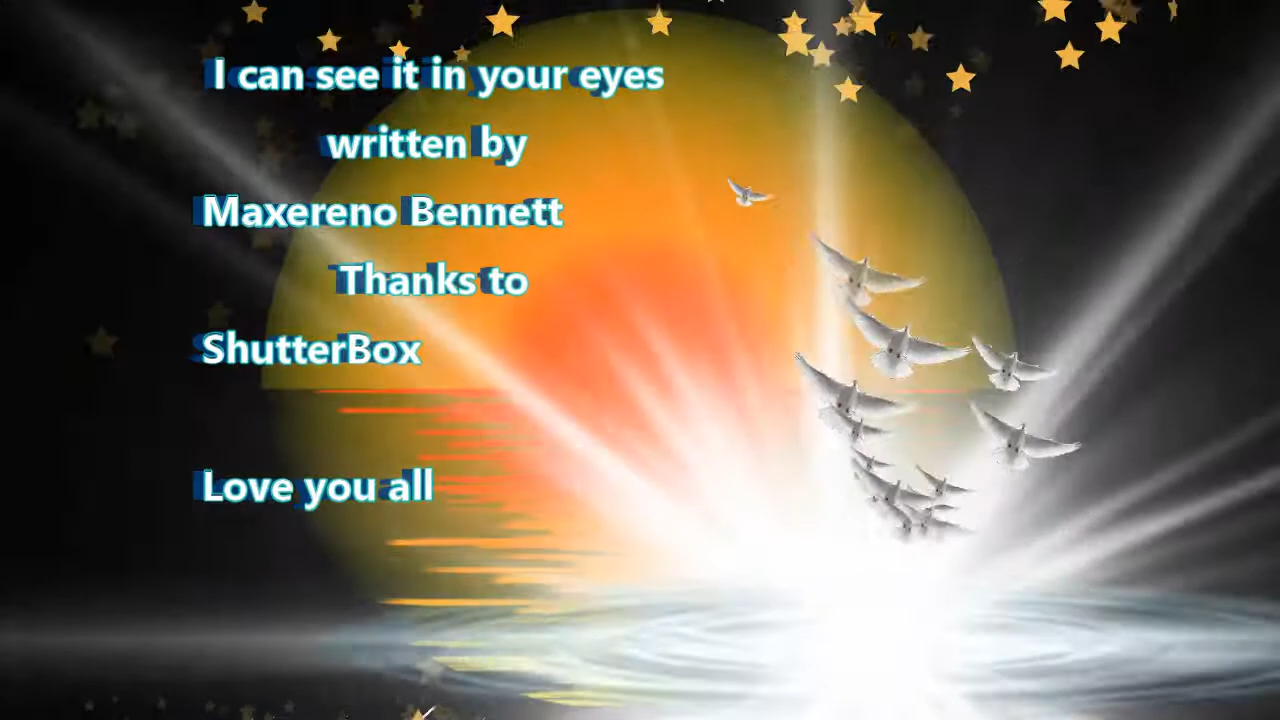 I can see it in your eyes
written by
Maxereno Bennett
Thanks to
ShutterBox
Love you all